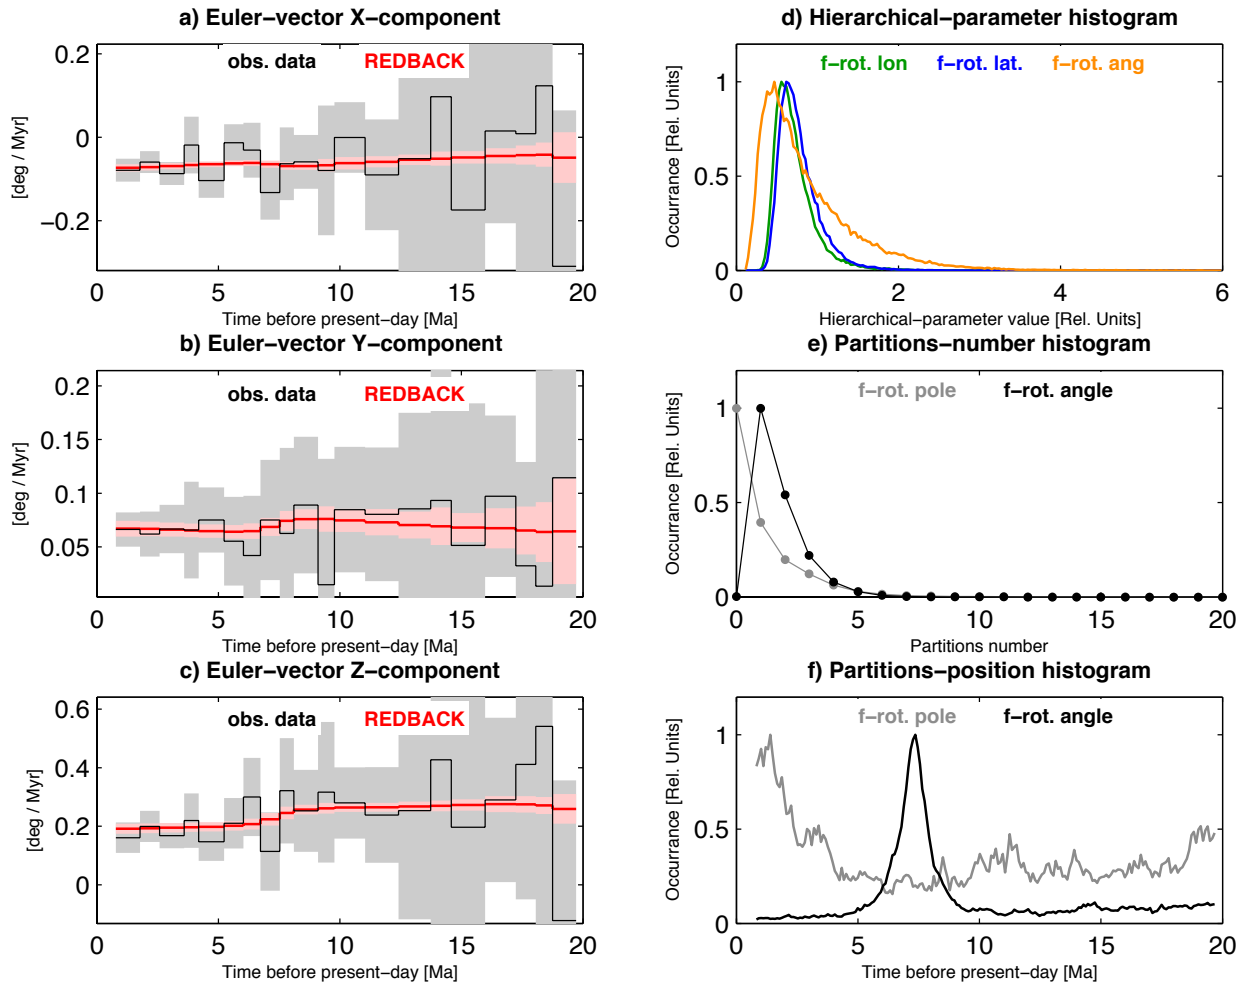 a) Euler−vector X−component
obs. data REDBACK
[deg / Myr]
0.2
0
−0.2
0 5 10 15 20
Time before present−day [Ma]
b) Euler−vector Y−component
obs. data REDBACK
[deg / Myr]
0.2
0.15
0.1
0.05
0 5 10 15 20
Time before present−day [Ma]
c) Euler−vector Z−component
obs. data REDBACK
[deg / Myr]
0.6
0.4
0.2
0
0 5 10 15 20
Time before present−day [Ma]
d) Hierarchical−parameter histogram
f−rot. lon f−rot. lat. f−rot. ang
Occurrance [Rel. Units]
1
0.5
0
0 2 4 6
Hierarchical−parameter value [Rel. Units]
e) Partitions−number histogram
f−rot. pole f−rot. angle
Occurrance [Rel. Units]
1
0.5
0
0 5 10 15 20
Partitions number
f) Partitions−position histogram
f−rot. pole f−rot. angle
Occurrance [Rel. Units]
1
0.5
0
0 5 10 15 20
Time before present−day [Ma]